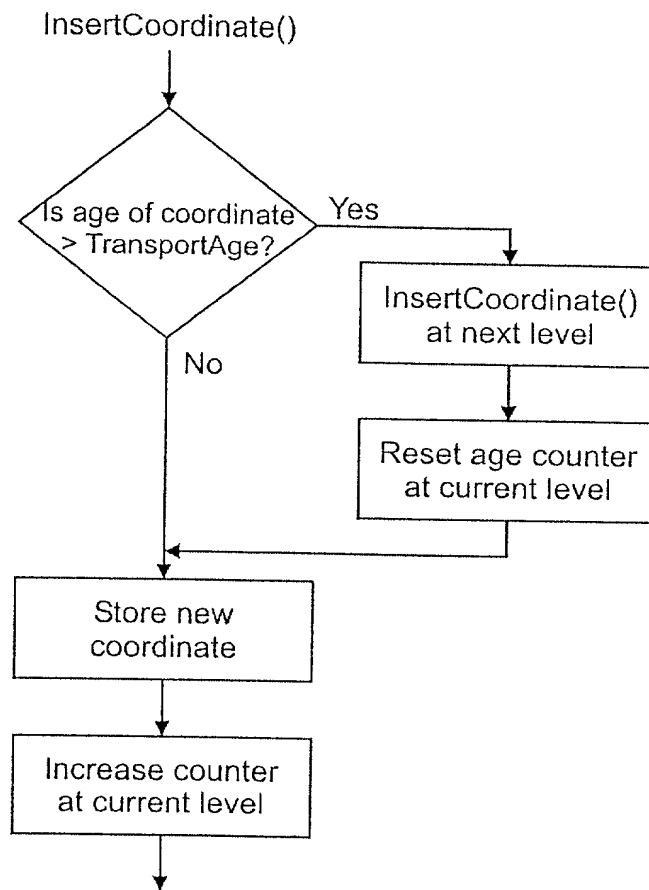 InsertCoordinate()
Is age of coordinate
> TransportAge?
Yes
InsertCoordinate()
at next level
No
Reset age counter
at current level
Store new
coordinate
Increase counter
at current level